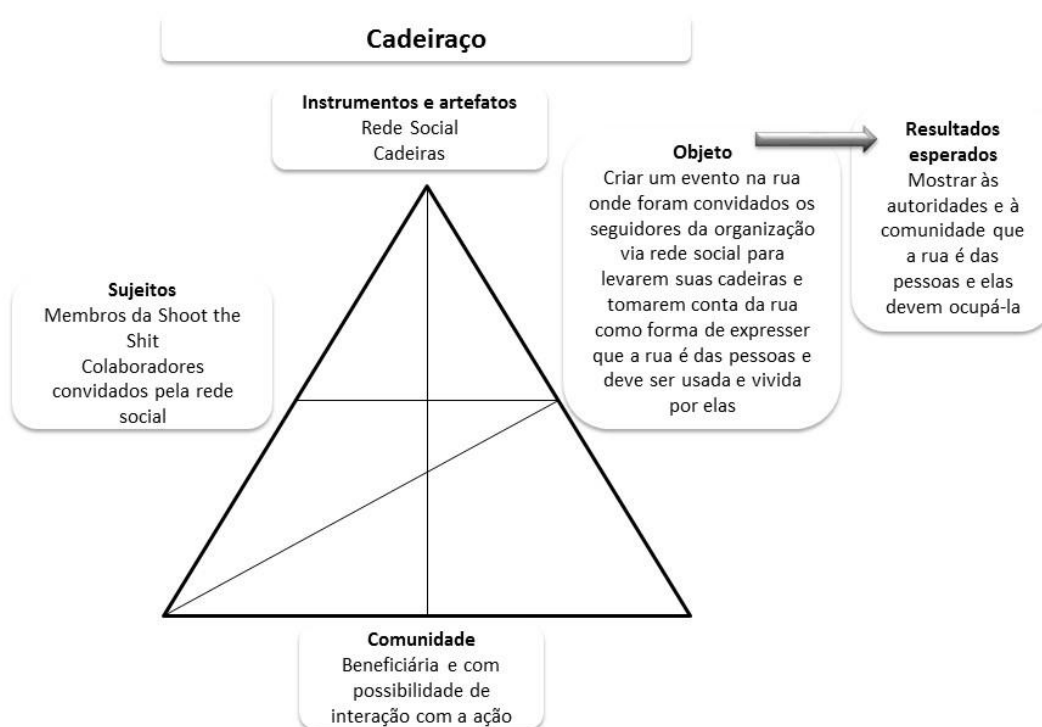 Cadeiraço
Instrumentos e artefatos
Rede Social
Cadeiras
Objeto
Criar um evento na rua
onde foram convidados os
seguidores da organização
via rede social para
levarem suas cadeiras e
tomarem conta da rua
como forma de expresser
que a rua é das pessoas e
deve ser usada e vivida
por elas
Resultados
esperados
Mostrar às
autoridades e à
comunidade que
a rua é das
pessoas e elas
devem ocupá-la
Sujeitos
Membros da Shoot the
Shit
Colaboradores
convidados pela rede
social
Comunidade
Beneficiária e com
possibilidade de
interação com a ação